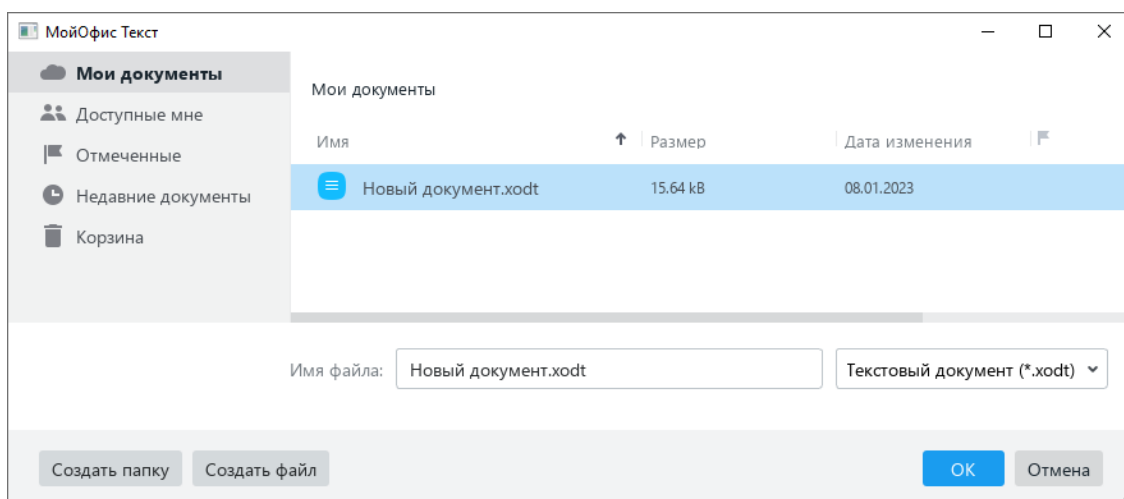 МойОфис Текст
Мои документы
Доступные мне
Отмеченные
Недавние документы
Корзина
Мои документы
Имя Размер Дата изменения
Новый документ.xodt 15.64 kB 08.01.2023
Имя файла: Новый документ.xodt Текстовый документ (*.xodt)
Создать папку Создать файл OK Отмена